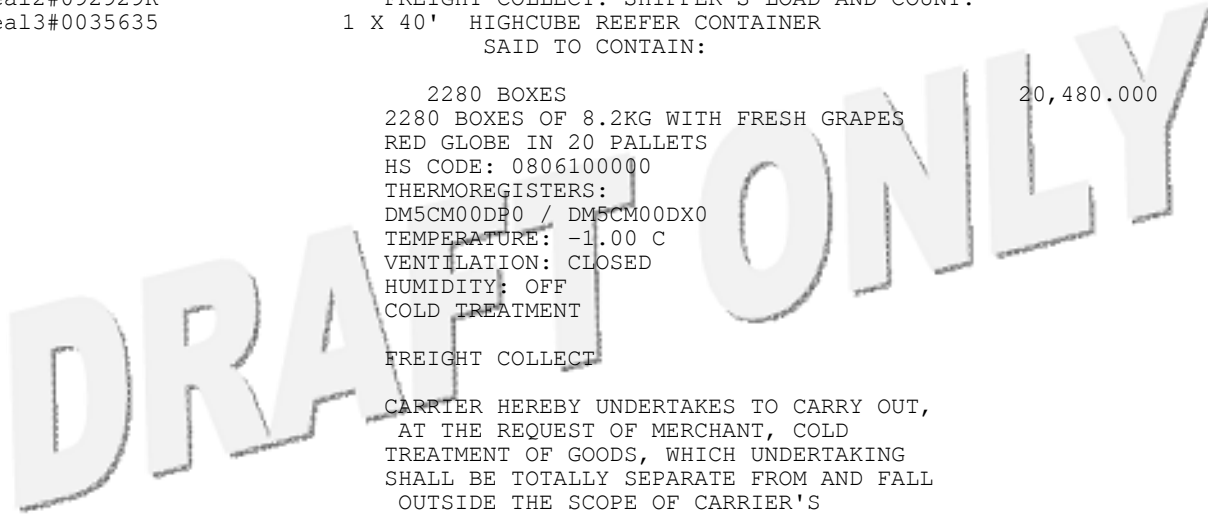 FREIGHT COLLECT. SHIPPER'S LOAD AND COUNT.
eal3#0035635 1 X 40' HIGHCUBE REEFER CONTAINER
SAID TO CONTAIN:
2280 BOXES 20,480.000
2280 BOXES OF 8.2KG WITH FRESH GRAPES
RED GLOBE IN 20 PALLETS
HS CODE: 0806100000
THERMOREGISTERS:
DM5CM00DP0 / DM5CM00DX0
TEMPERATURE: -1.00 C
VENTILATION: CLOSED
HUMIDITY: OFF
COLD TREATMENT
FREIGHT COLLECT
CARRIER HEREBY UNDERTAKES TO CARRY OUT,
AT THE REQUEST OF MERCHANT, COLD
TREATMENT OF GOODS, WHICH UNDERTAKING
SHALL BE TOTALLY SEPARATE FROM AND FALL
OUTSIDE THE SCOPE OF CARRIER'S
DRAFT ONLY